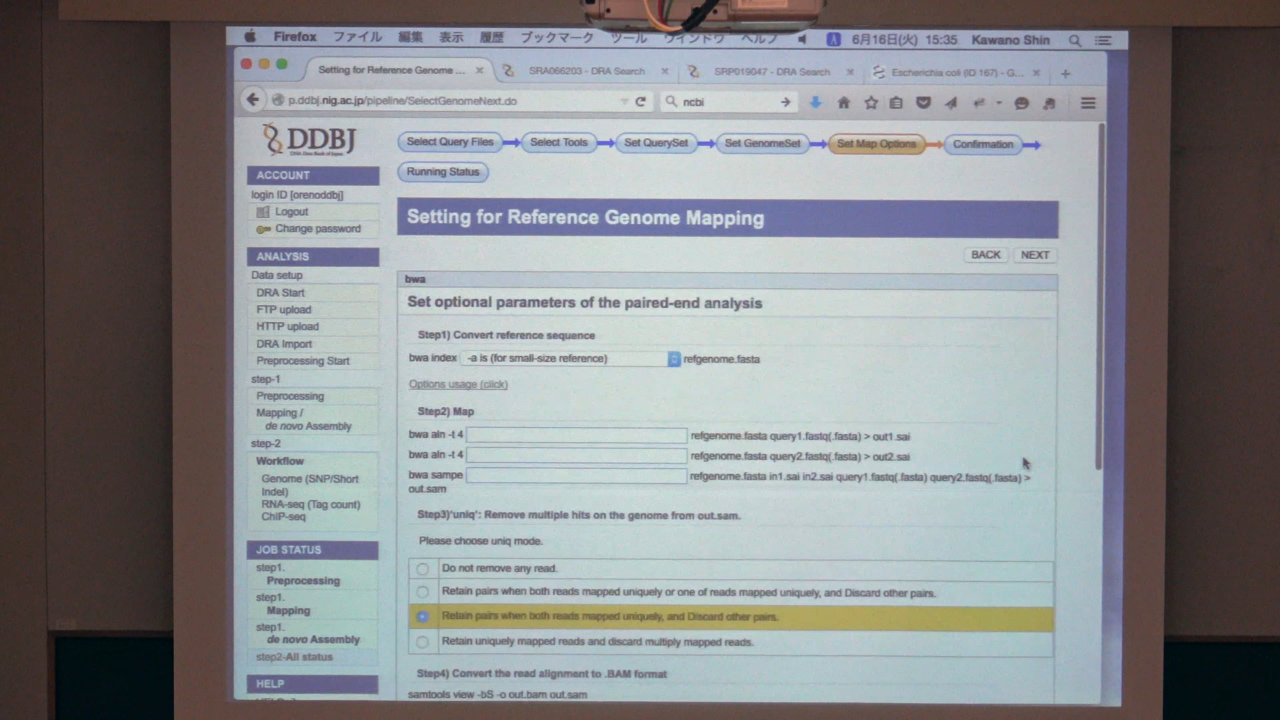 Firefox ファイル 編集 表示 履歴 ブックマーク ツール ウインドウ ヘルプ 6月16日(火) 15:35 Kawano Shin
Setting for Reference Genome ... SRA066203 - DRA Search SRP019047 - DRA Search Escherichia coli (ID 167) - G...
p.ddbj.nig.ac.jp/pipeline/SelectGenomeNext.do ncbi
DDBJ
Select Query Files Select Tools Set QuerySet Set GenomeSet Set Map Options Confirmation
Running Status
ACCOUNT
login ID [orenoddbj]
Logout
Change password
ANALYSIS
Data setup
DRA Start
FTP upload
HTTP upload
DRA Import
Preprocessing Start
step-1
Preprocessing
Mapping /
de novo Assembly
step-2
Workflow
Genome (SNP/Short
Indel)
RNA-seq (Tag count)
ChIP-seq
JOB STATUS
step1.
Preprocessing
step1.
Mapping
step1.
de novo Assembly
step2-All status
HELP
Setting for Reference Genome Mapping
BACK NEXT
bwa
Set optional parameters of the paired-end analysis
Step1) Convert reference sequence
bwa index -a is (for small-size reference) refgenome.fasta
Options usage (click)
Step2) Map
bwa aln -t 4 refgenome.fasta query1.fastq(.fasta) > out1.sai
bwa aln -t 4 refgenome.fasta query2.fastq(.fasta) > out2.sai
bwa sampe refgenome.fasta in1.sai in2.sai query1.fastq(.fasta) query2.fastq(.fasta) >
out.sam
Step3)'uniq': Remove multiple hits on the genome from out.sam.
Please choose uniq mode.
Do not remove any read.
Retain pairs when both reads mapped uniquely or one of reads mapped uniquely, and Discard other pairs.
Retain pairs when both reads mapped uniquely, and Discard other pairs.
Retain uniquely mapped reads and discard multiply mapped reads.
Step4) Convert the read alignment to .BAM format
samtools view -bS -o out.bam out.sam